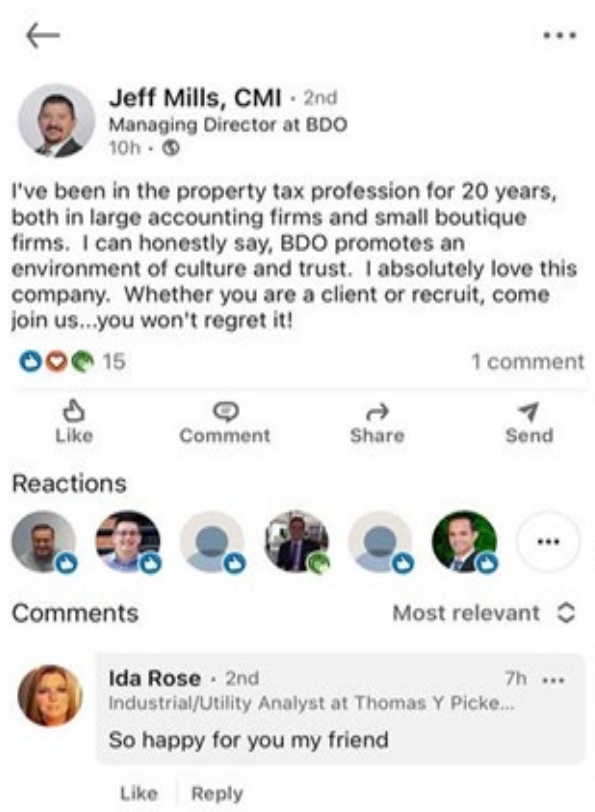 Jeff Mills, CMI · 2nd
Managing Director at BDO
10h ·
I've been in the property tax profession for 20 years,
both in large accounting firms and small boutique
firms. I can honestly say, BDO promotes an
environment of culture and trust. I absolutely love this
company. Whether you are a client or recruit, come
join us...you won't regret it!
15 1 comment
Like Comment Share Send
Reactions
Comments Most relevant
Ida Rose · 2nd 7h
Industrial/Utility Analyst at Thomas Y Picke...
So happy for you my friend
Like Reply